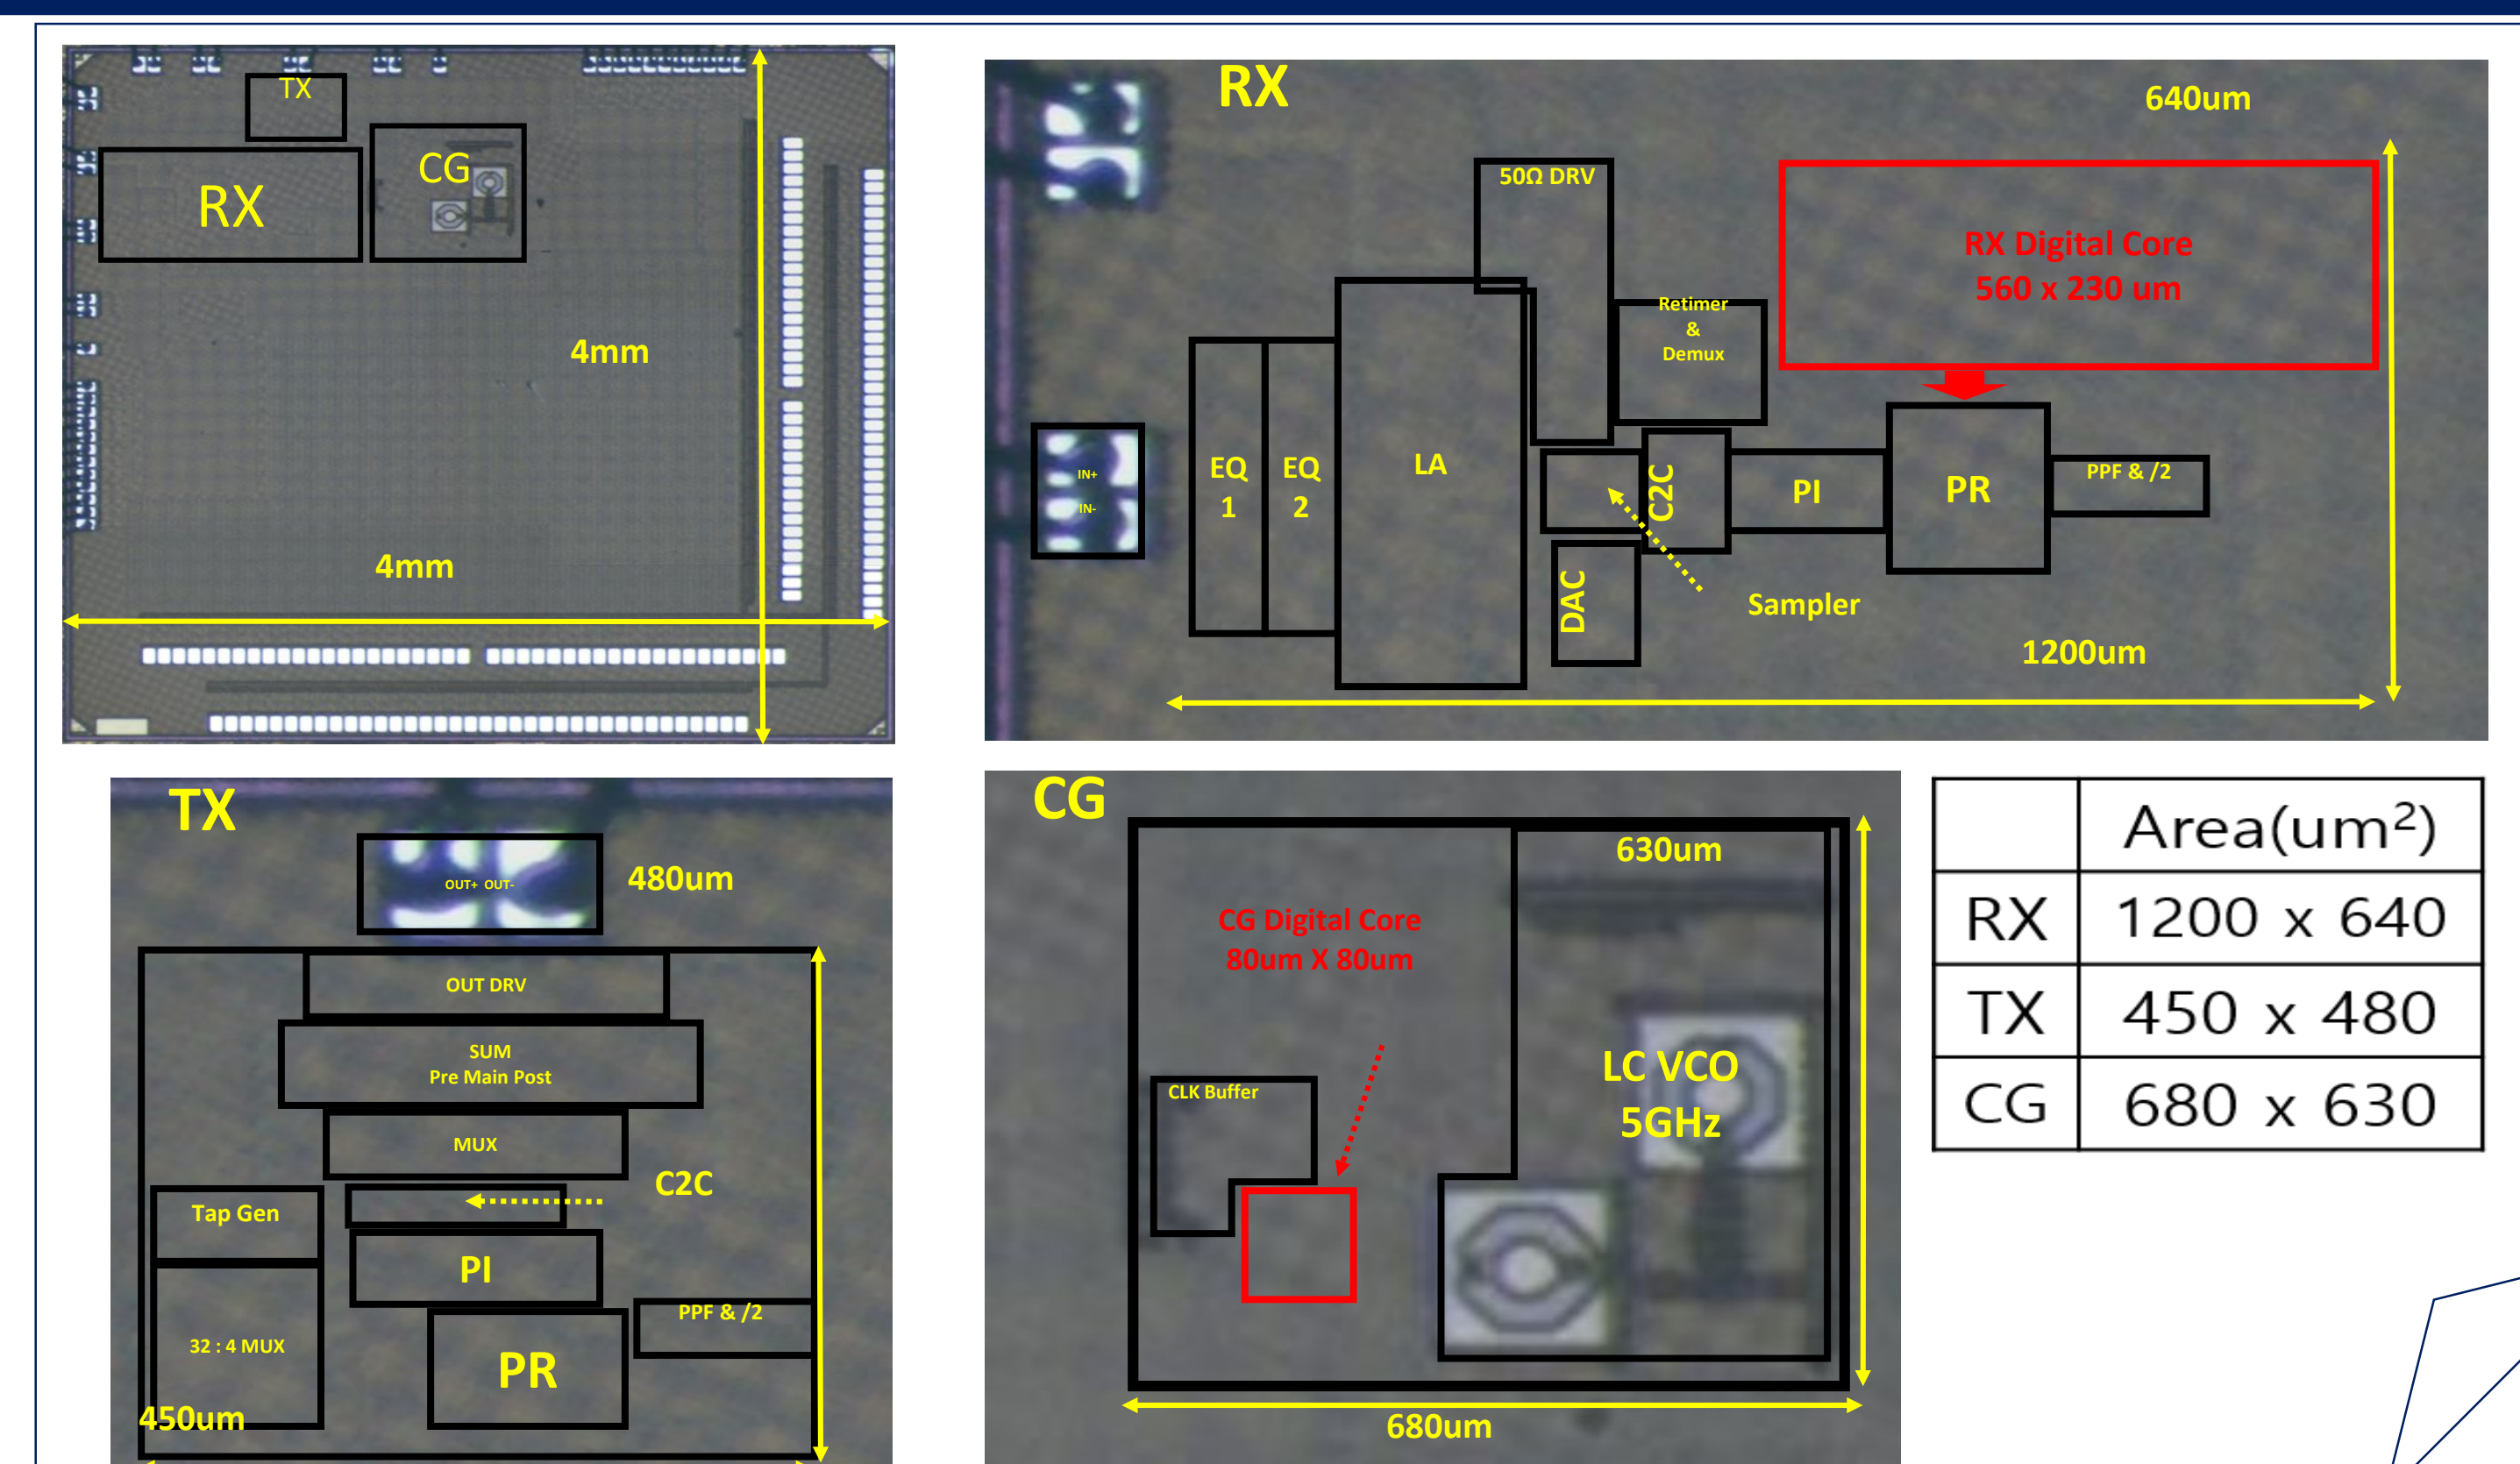 TX
CG
RX
4mm
4mm
RX
640um
50Ω DRV
RX Digital Core
560 x 230 um
Retimer
&
Demux
IN+
IN-
EQ
1
EQ
2
LA
C2C
PI
PR
PPF & /2
DAC
Sampler
1200um
TX
OUT+ OUT-
480um
OUT DRV
SUM
Pre Main Post
MUX
C2C
Tap Gen
PI
PPF & /2
32 : 4 MUX
PR
450um
CG
630um
CG Digital Core
80um X 80um
CLK Buffer
LC VCO
5GHz
680um
Area(um²)
RX 1200 x 640
TX 450 x 480
CG 680 x 630